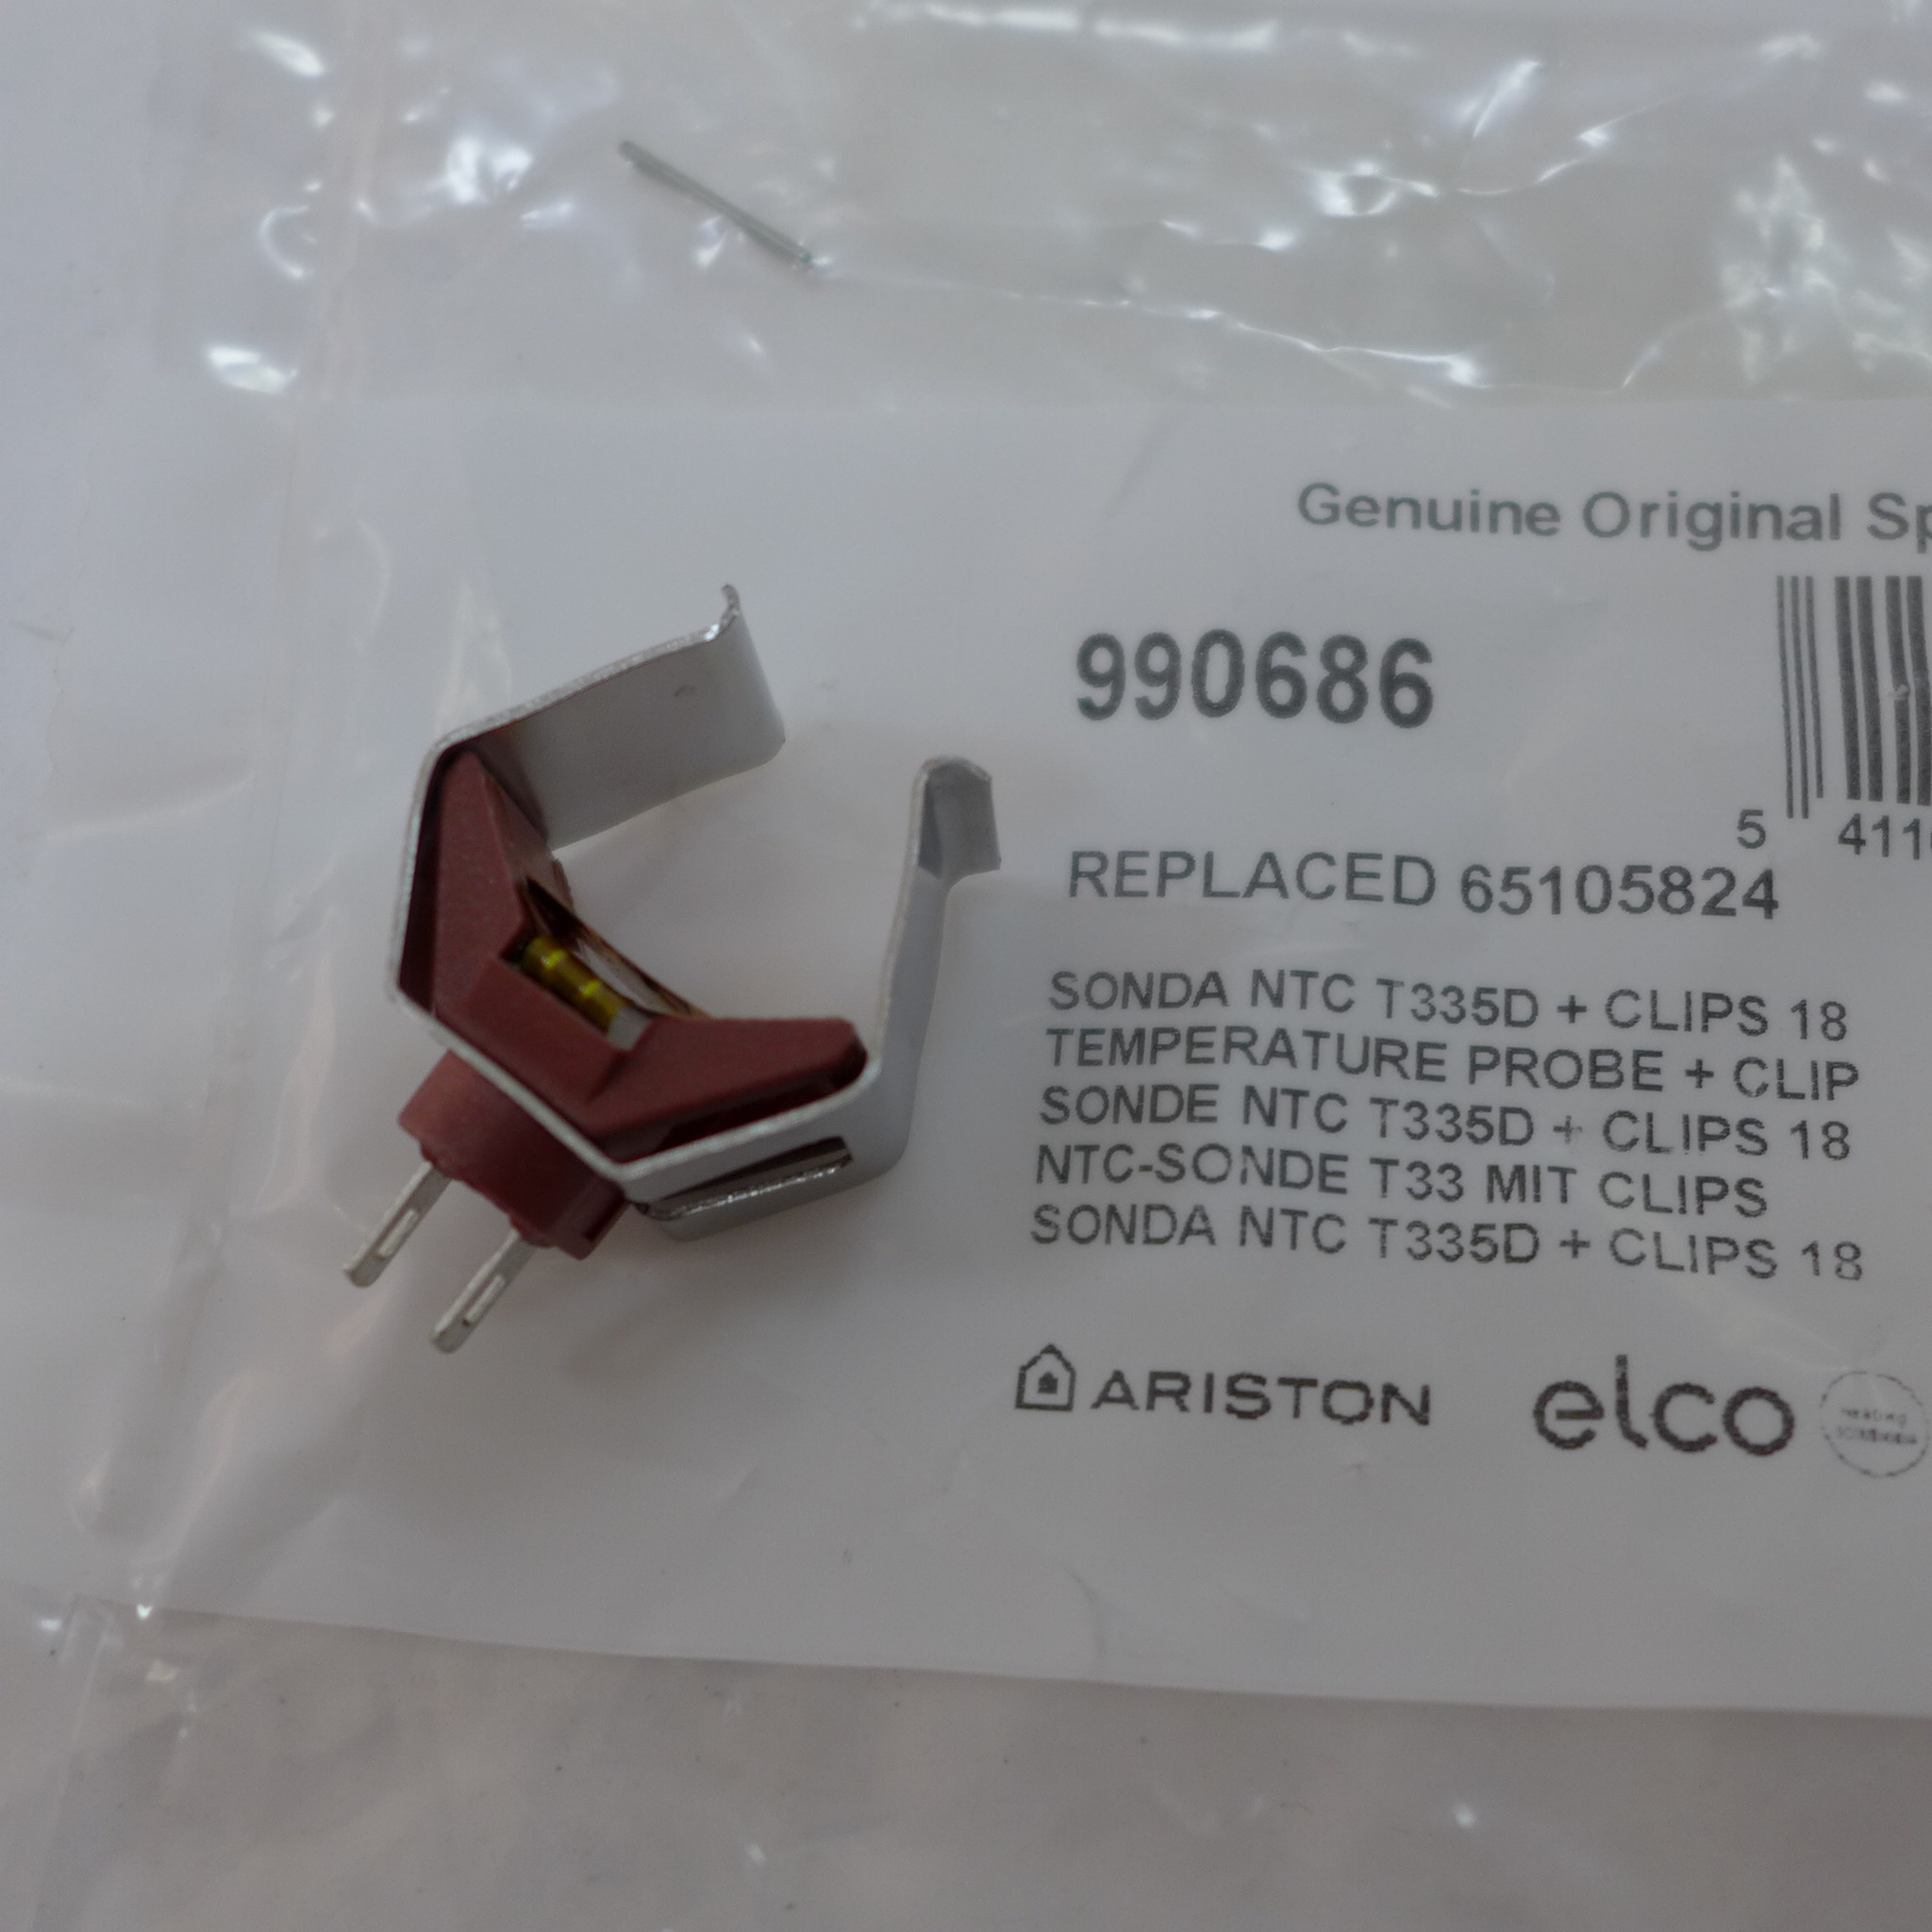 Genuine Original Sp
990686
5 411
REPLACED 65105824
SONDA NTC T335D + CLIPS 18
TEMPERATURE PROBE + CLIP
SONDE NTC T335D + CLIPS 18
NTC-SONDE T33 MIT CLIPS
SONDA NTC T335D + CLIPS 18
ARISTON elco